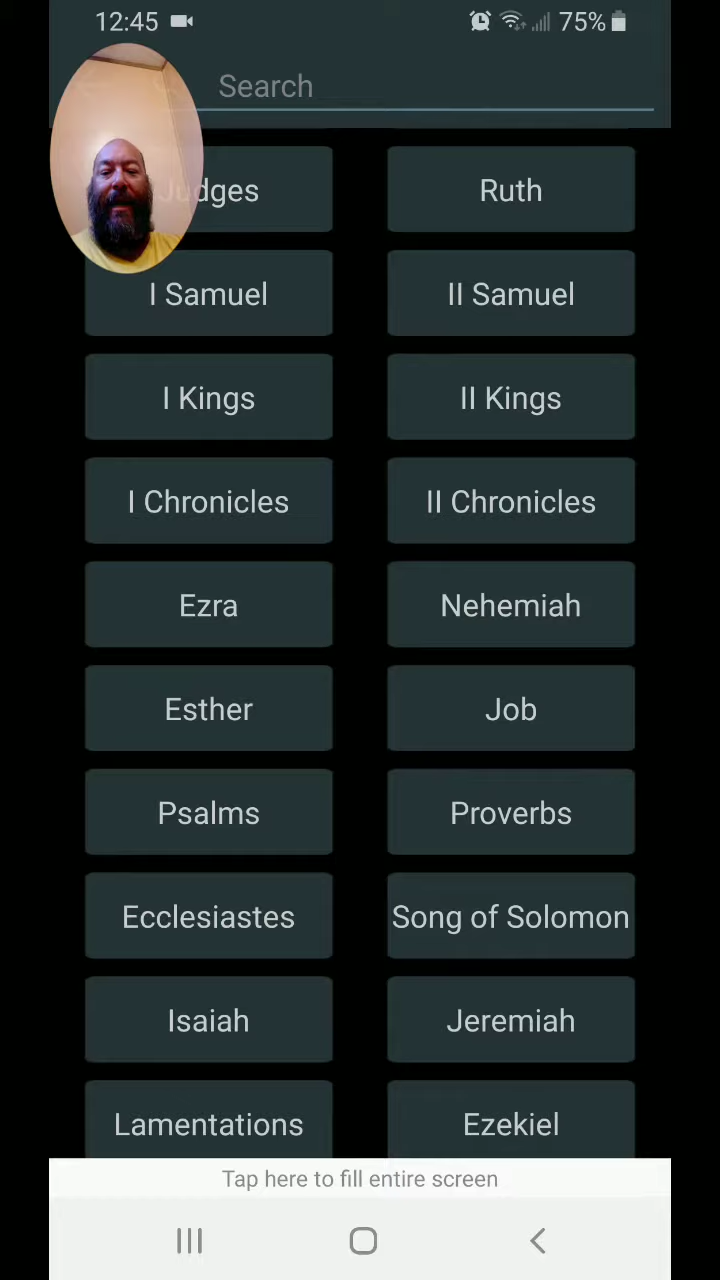 12:45 75%
Search
Judges Ruth
I Samuel II Samuel
I Kings II Kings
I Chronicles II Chronicles
Ezra Nehemiah
Esther Job
Psalms Proverbs
Ecclesiastes Song of Solomon
Isaiah Jeremiah
Lamentations Ezekiel
Tap here to fill entire screen